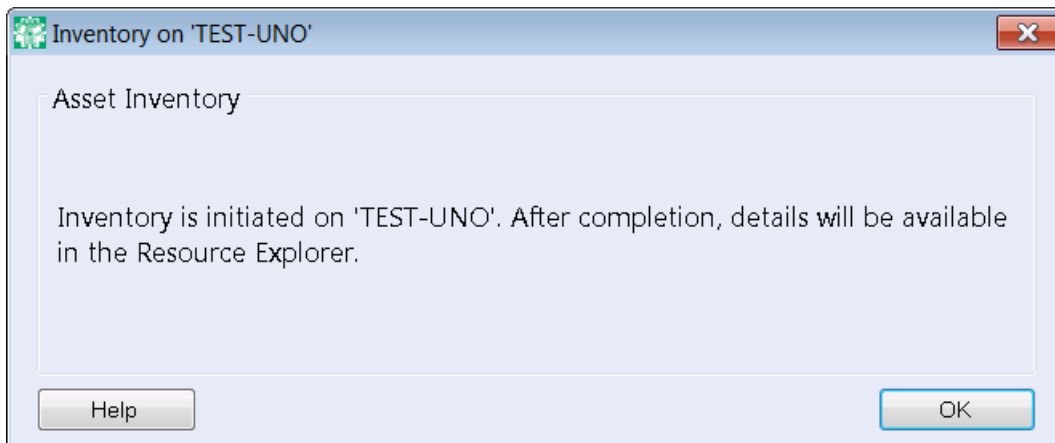 Inventory on 'TEST-UNO'
Asset Inventory
Inventory is initiated on 'TEST-UNO'. After completion, details will be available
in the Resource Explorer.
Help
OK